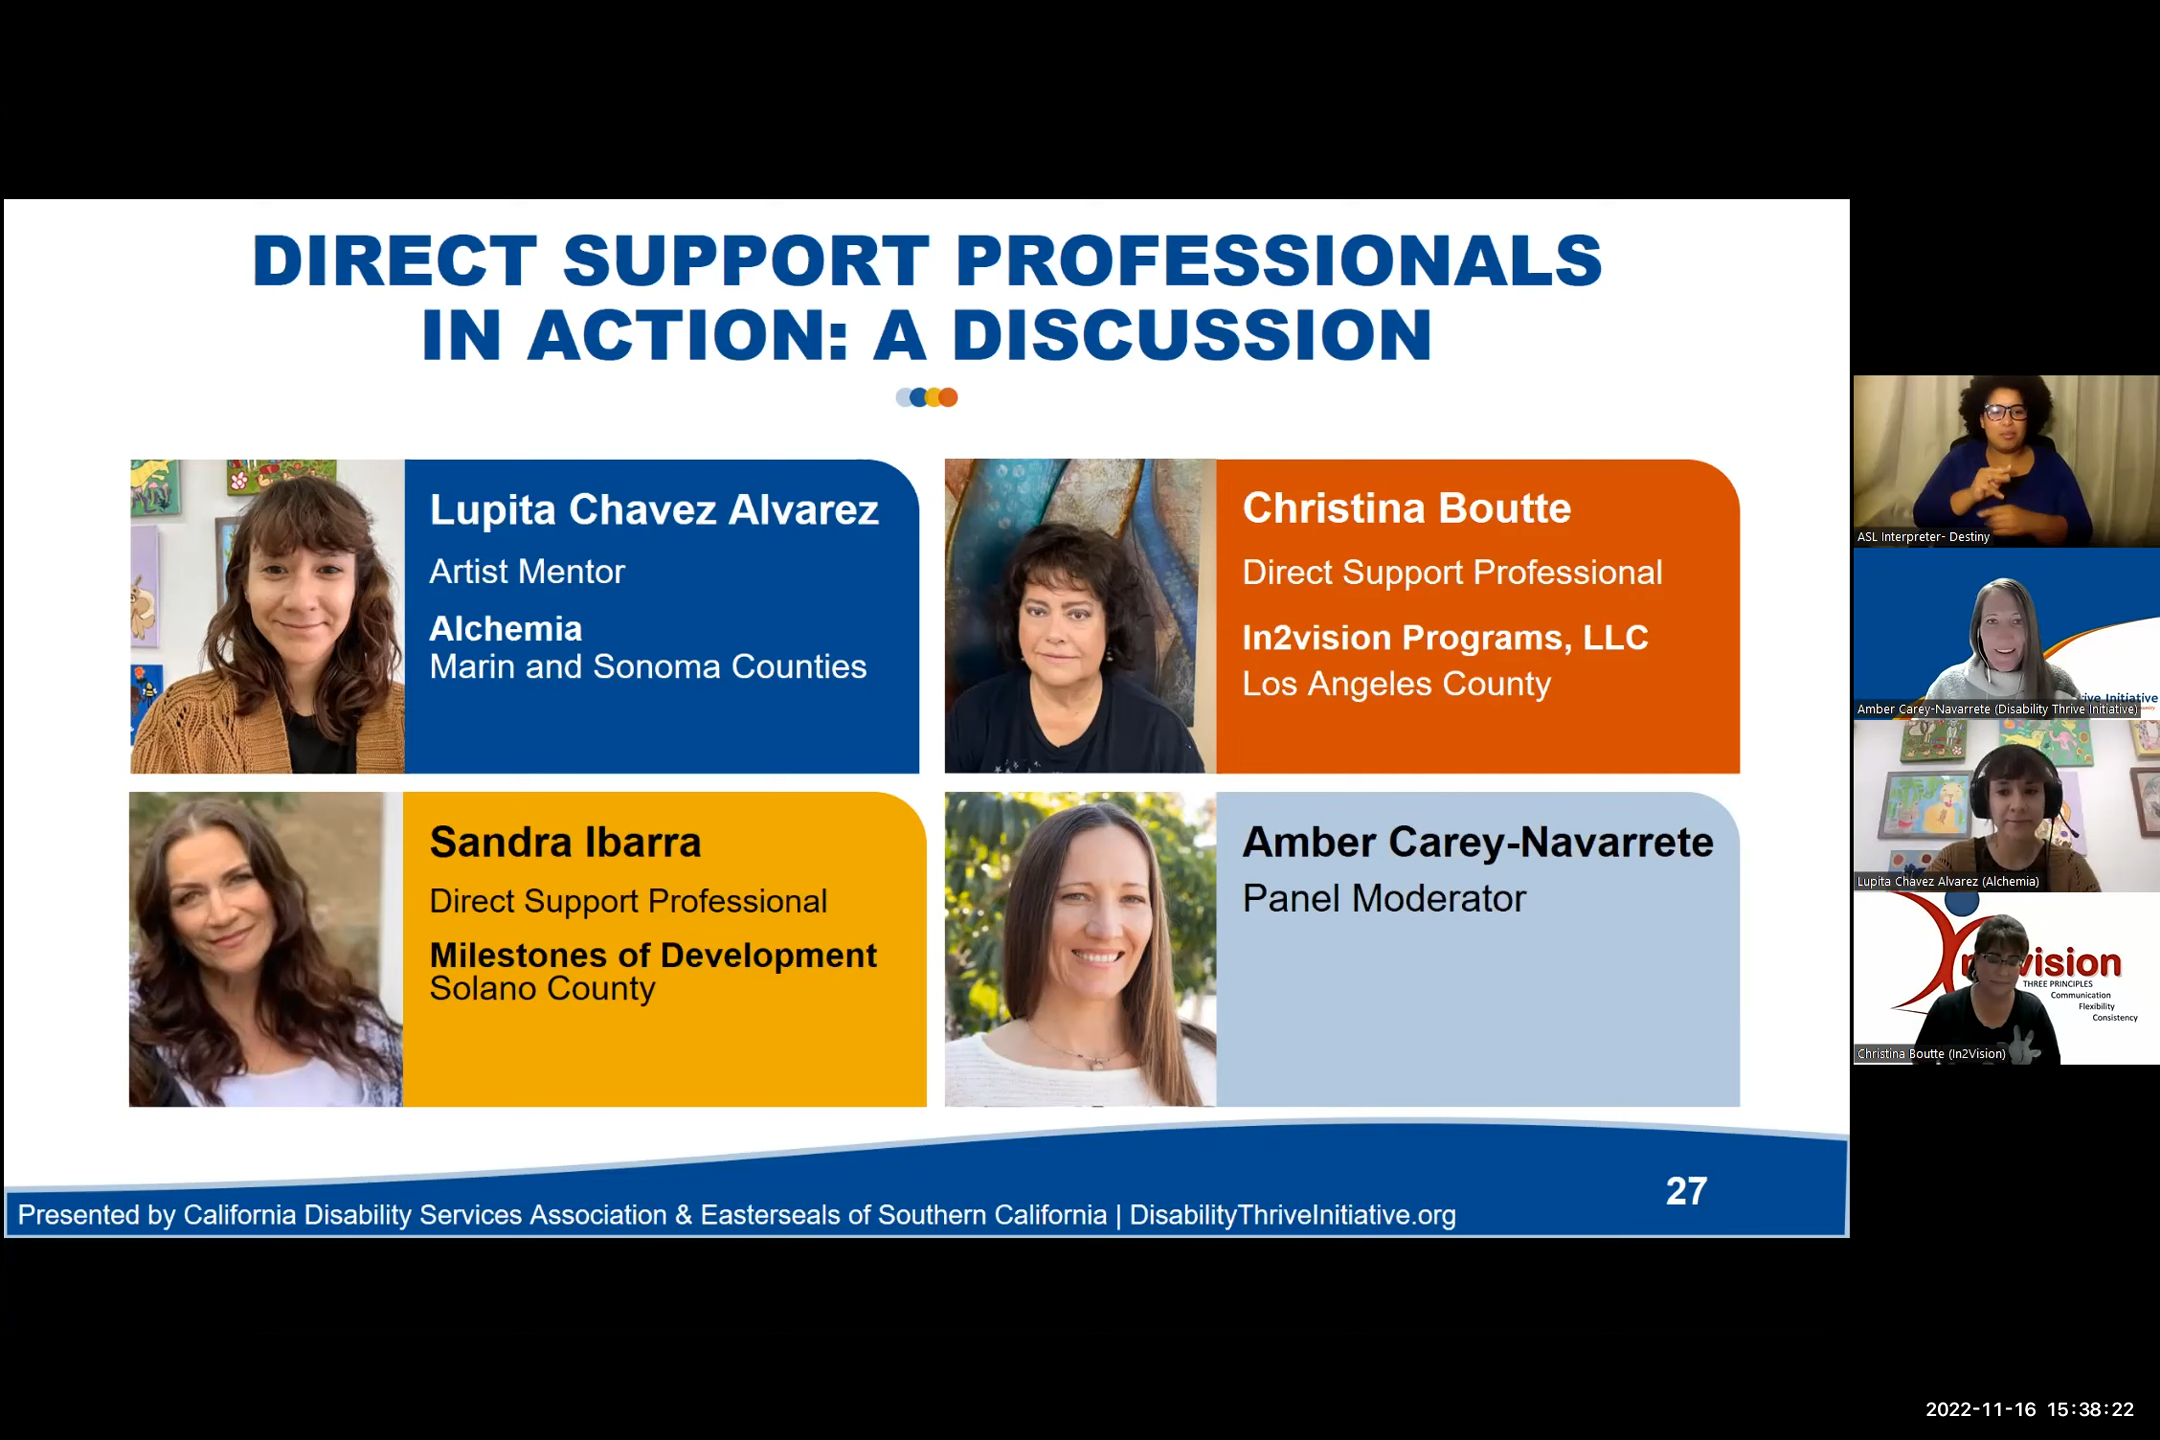 DIRECT SUPPORT PROFESSIONALS
IN ACTION: A DISCUSSION
Lupita Chavez Alvarez
Artist Mentor
Alchemia
Marin and Sonoma Counties
Christina Boutte
Direct Support Professional
In2vision Programs, LLC
Los Angeles County
Sandra Ibarra
Direct Support Professional
Milestones of Development
Solano County
Amber Carey-Navarrete
Panel Moderator
27
Presented by California Disability Services Association & Easterseals of Southern California | DisabilityThriveInitiative.org
ASL Interpreter- Destiny
ive Initiative
Amber Carey-Navarrete (Disability Thrive Initiative)
Lupita Chavez Alvarez (Alchemia)
vision
THREE PRINCIPLES
Communication
Flexibility
Consistency
Christina Boutte (In2Vision)
2022-11-16 15:38:22